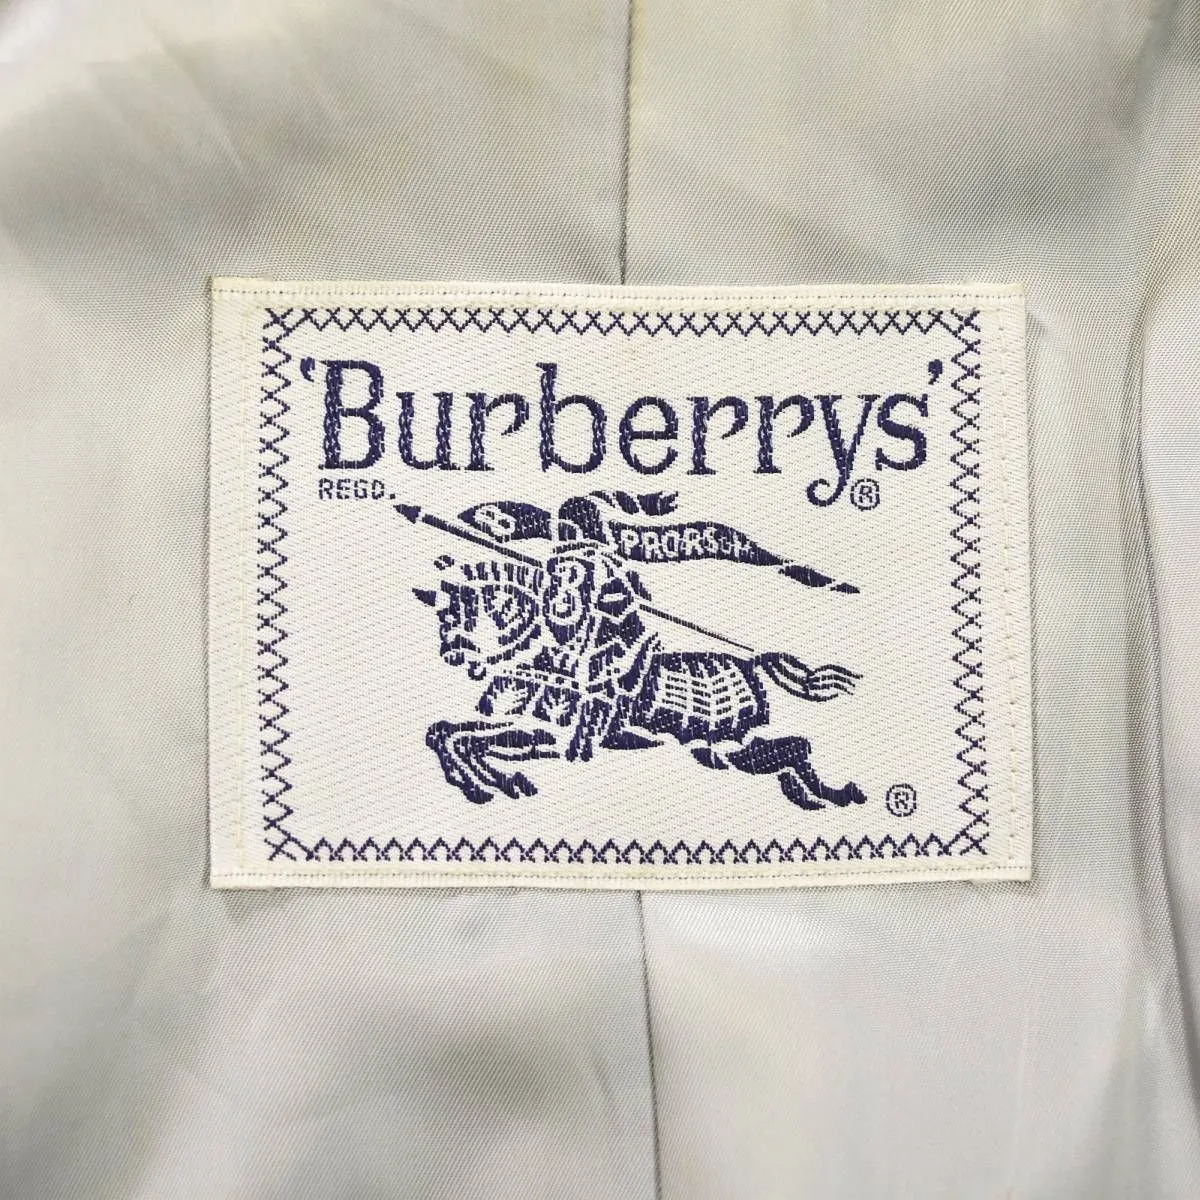 'Burberrys'
REGD. ®
B PRORSUM
B
®